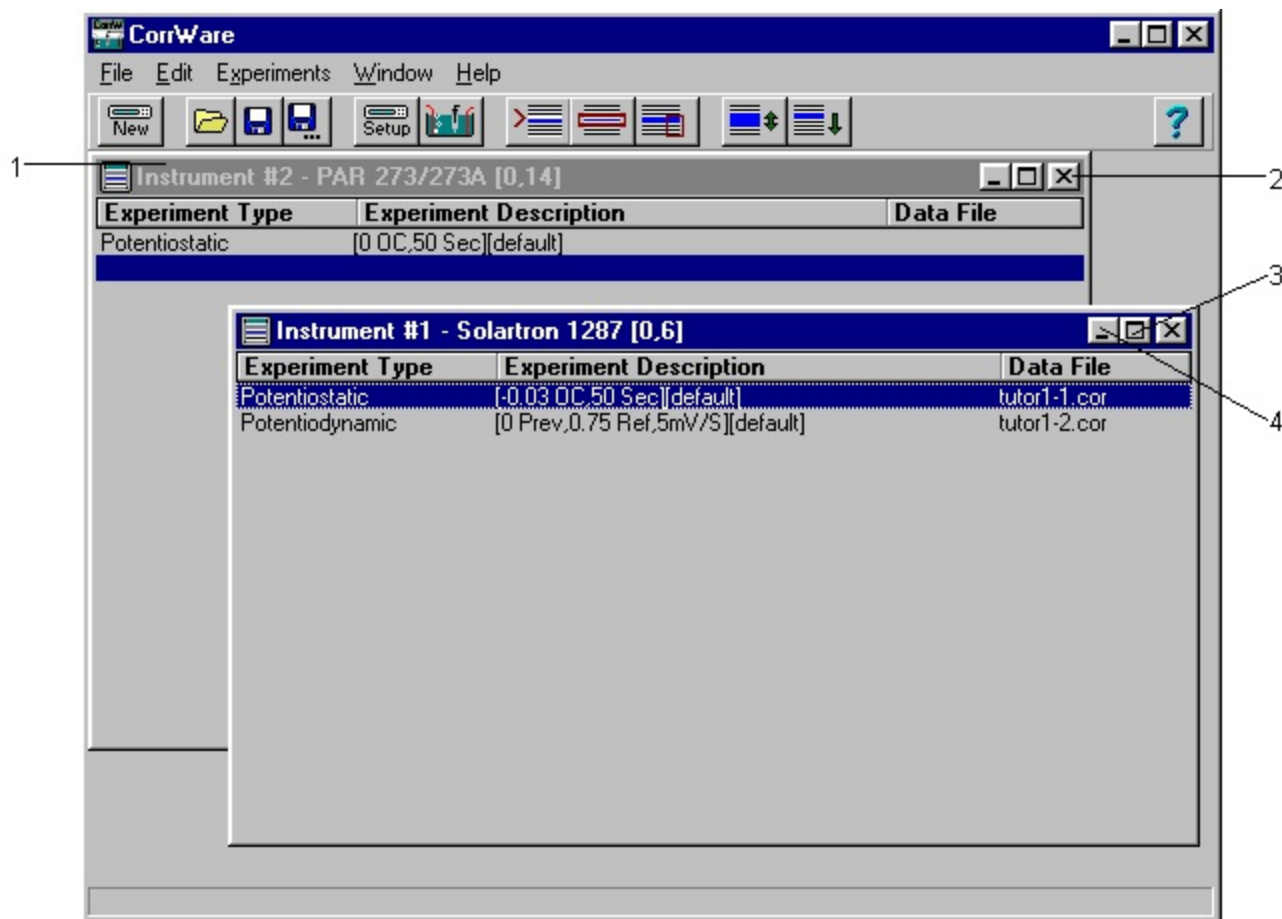 CorrWare
File Edit Experiments Window Help
New Setup ?
1
Instrument #2 - PAR 273/273A [0,14]
2
Experiment Type Experiment Description Data File
Potentiostatic [0 OC,50 Sec][default]
3
Instrument #1 - Solartron 1287 [0,6]
Experiment Type Experiment Description Data File
Potentiostatic [-0.03 OC,50 Sec][default] tutor1-1.cor
Potentiodynamic [0 Prev,0.75 Ref,5mV/S][default] tutor1-2.cor
4